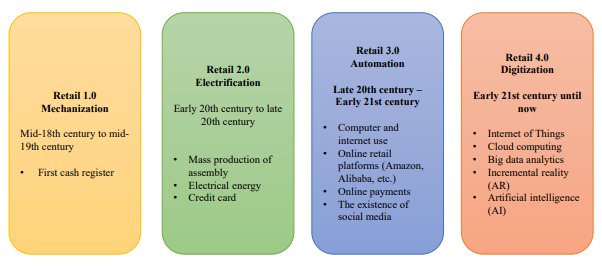 Retail 1.0
Mechanization
Mid-18th century to mid-
19th century
• First cash register
Retail 2.0
Electrification
Early 20th century to late
20th century
• Mass production of
assembly
• Electrical energy
• Credit card
Retail 3.0
Automation
Late 20th century –
Early 21st century
• Computer and
internet use
• Online retail
platforms (Amazon,
Alibaba, etc.)
• Online payments
• The existence of
social media
Retail 4.0
Digitization
Early 21st century until
now
• Internet of Things
• Cloud computing
• Big data analytics
• Incremental reality
(AR)
• Artificial intelligence
(AI)